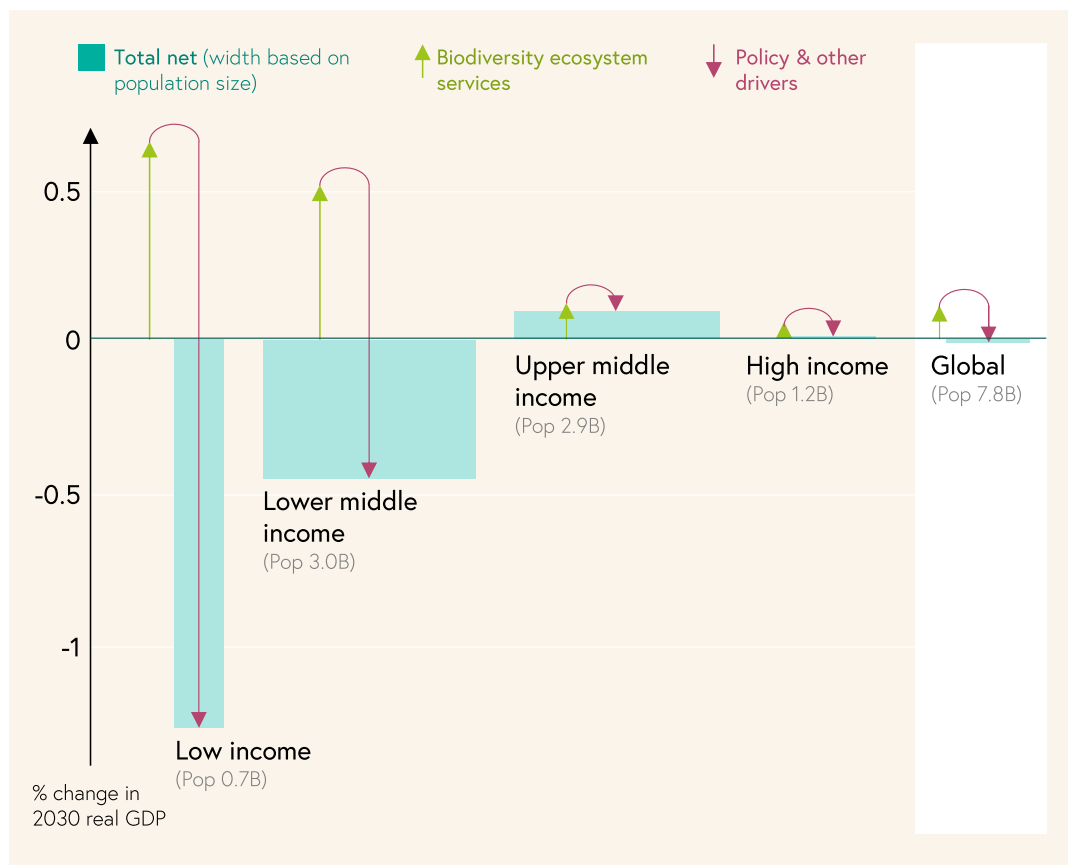 Total net (width based on
population size)
Biodiversity ecosystem
services
Policy & other
drivers
0.5
0
-0.5
-1
% change in
2030 real GDP
Low income
(Pop 0.7B)
Lower middle
income
(Pop 3.0B)
Upper middle
income
(Pop 2.9B)
High income
(Pop 1.2B)
Global
(Pop 7.8B)